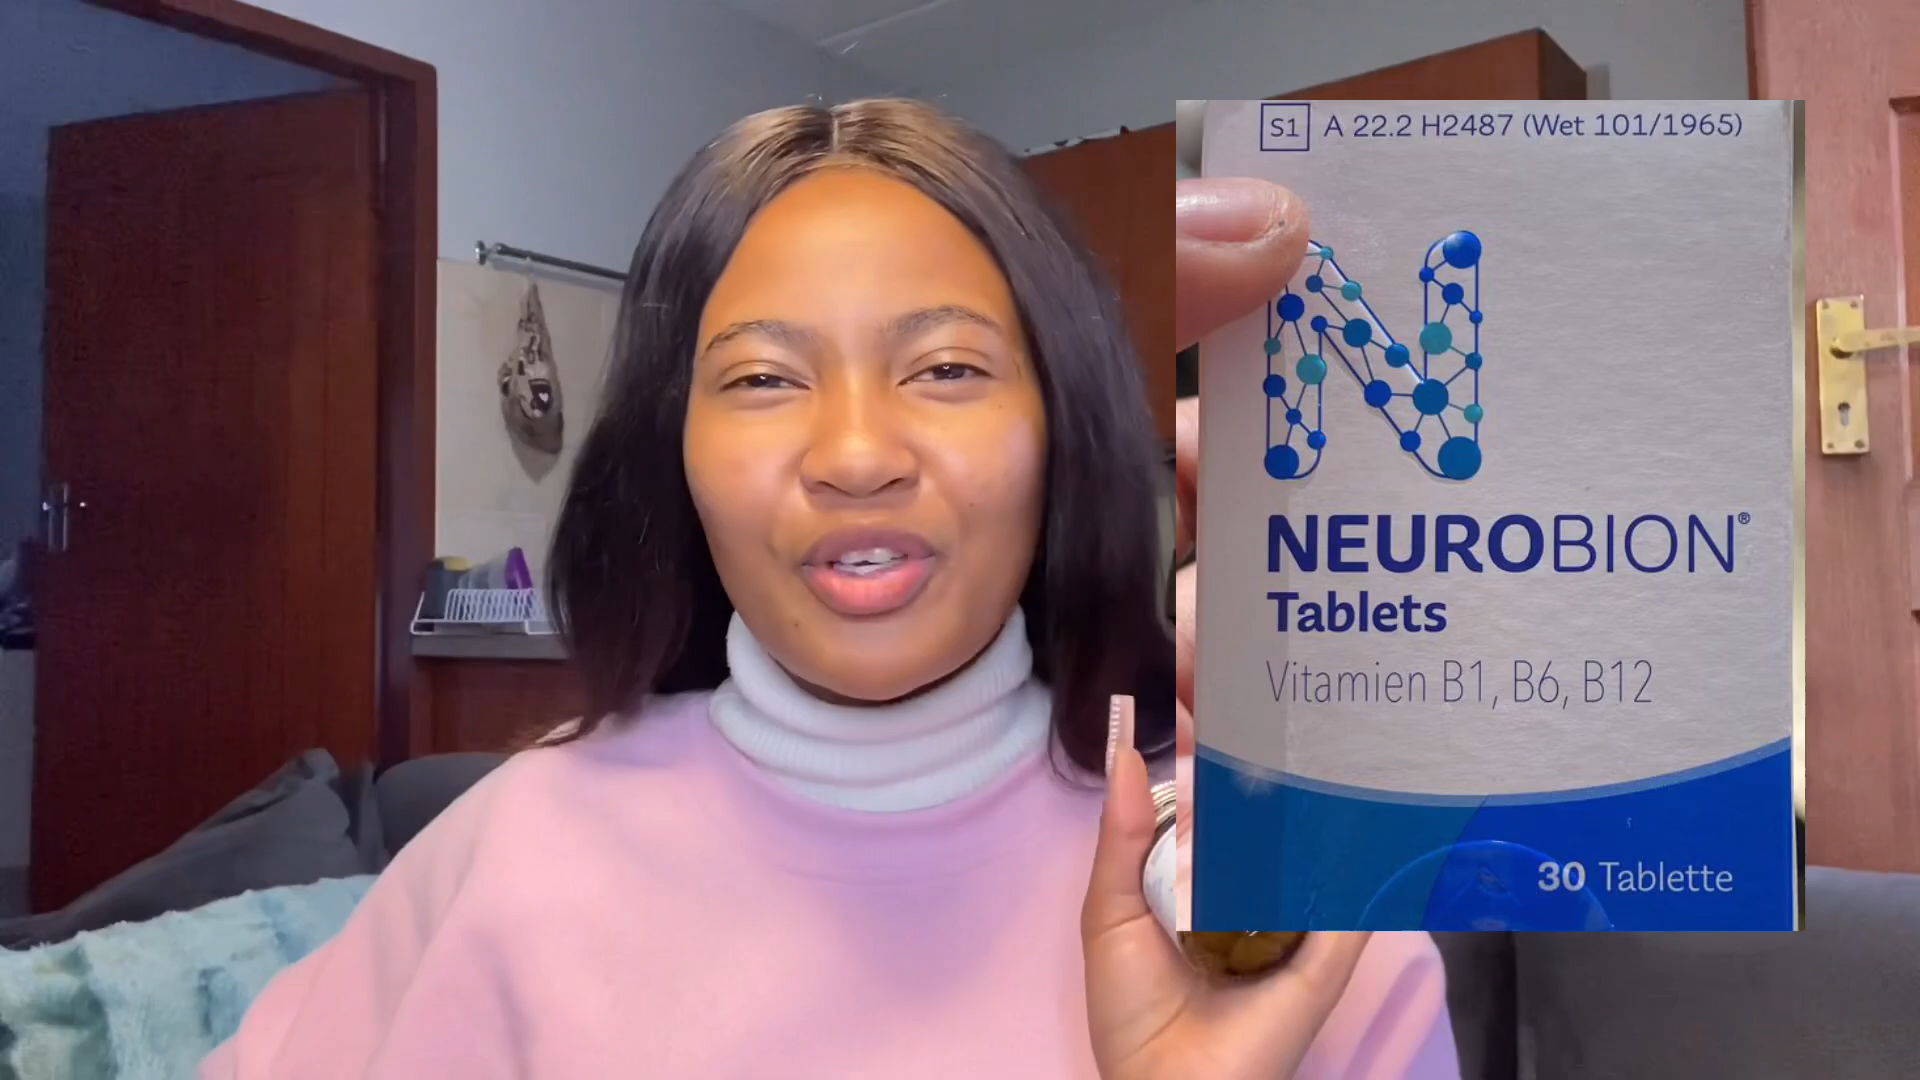 S1 A 22.2 H2487 (Wet 101/1965)
NEUROBION®
Tablets
Vitamien B1, B6, B12
30 Tablette